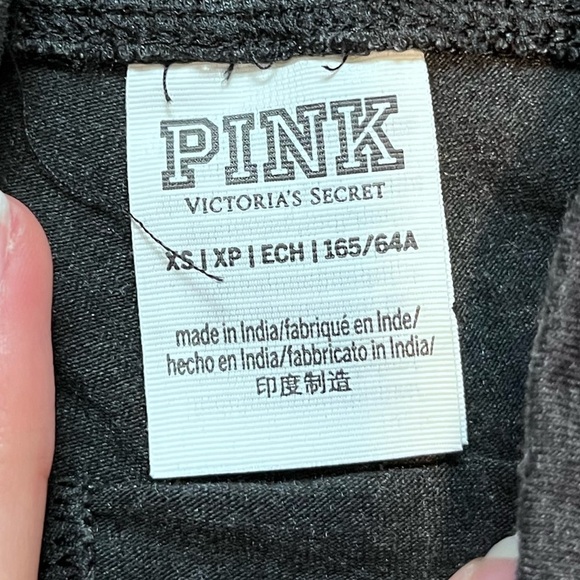 PINK
VICTORIA'S SECRET
XS | XP | ECH | 165/64A
made in India/fabriqué en Inde/
hecho en India/fabbricato in India/
印度制造